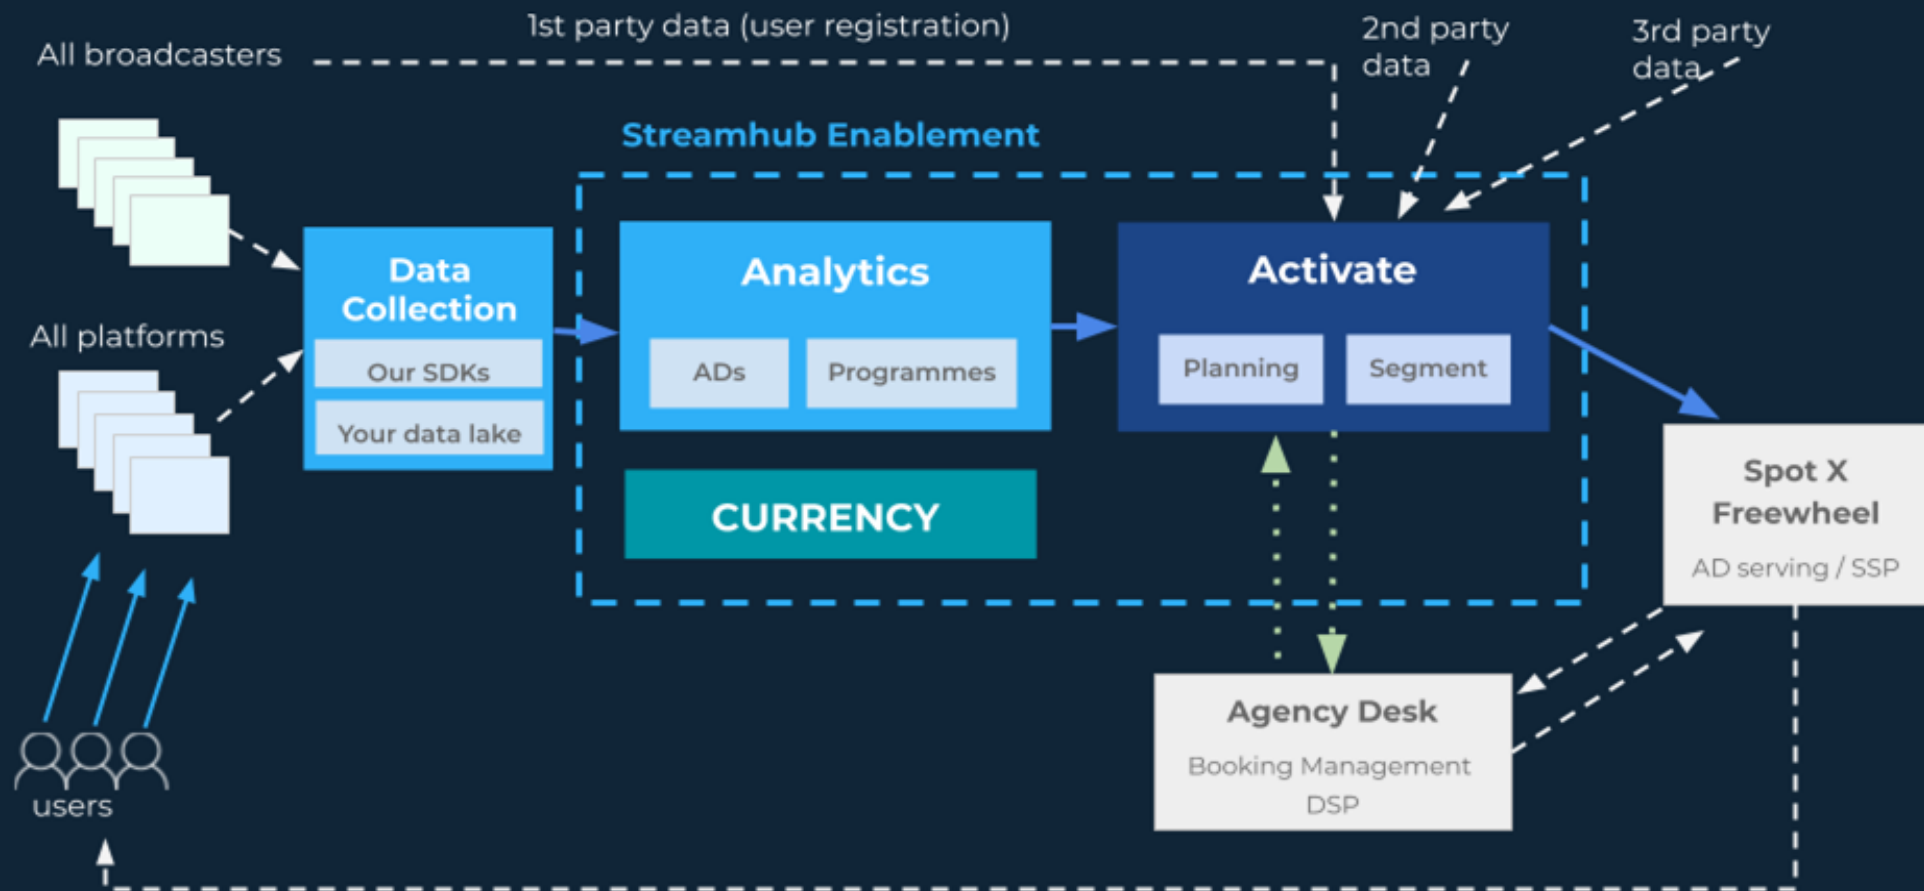 1st party data (user registration)
2nd party
data
3rd party
data
All broadcasters
Streamhub Enablement
Data
Collection
Our SDKs
Your data lake
Analytics
ADs
Programmes
CURRENCY
Activate
Planning
Segment
All platforms
Spot X
Freewheel
AD serving / SSP
Agency Desk
Booking Management
DSP
users